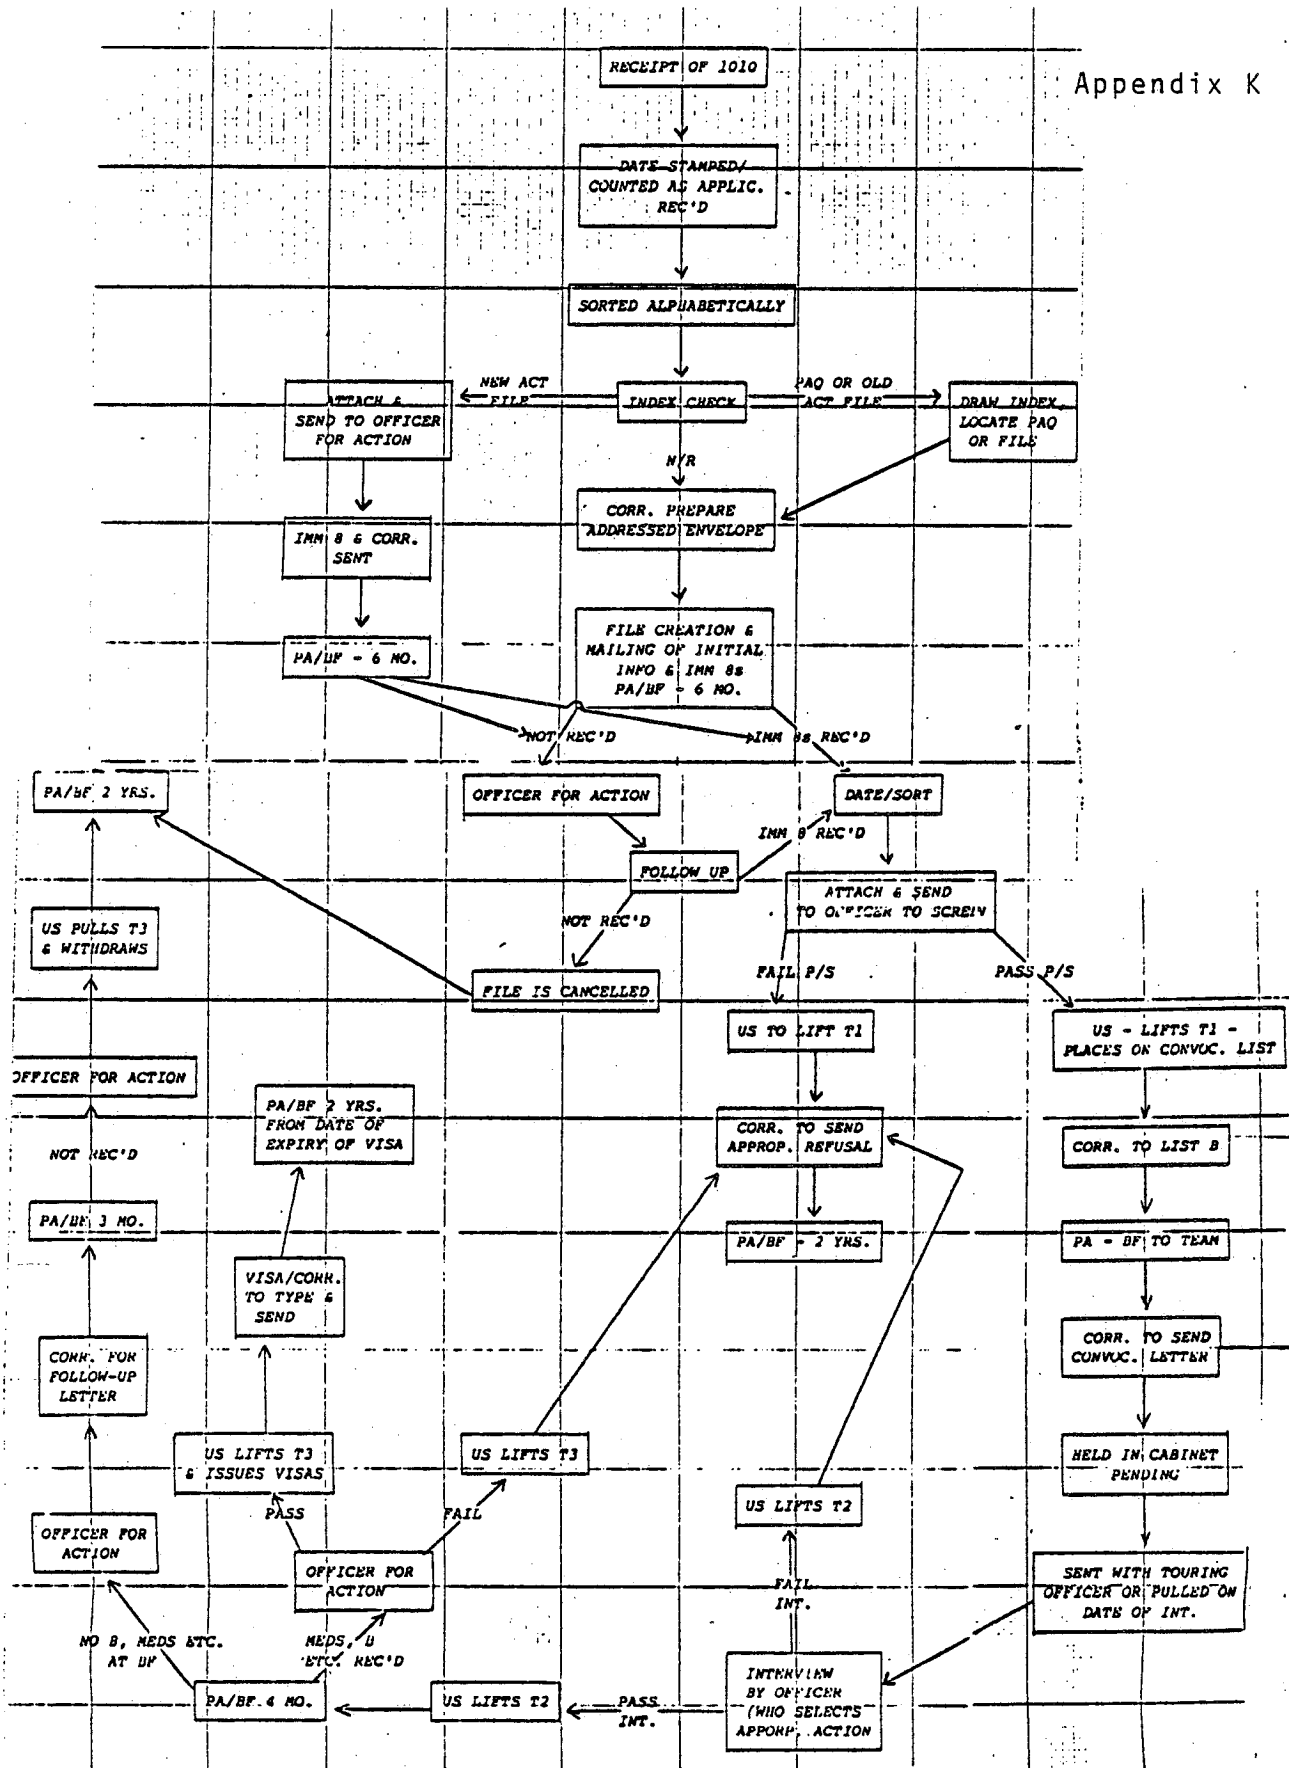 RECEIPT OF 1010
Appendix K
DATE STAMPED/
COUNTED AS APPLIC.
REC'D
SORTED ALPHABETICALLY
NEW ACT
FILE
INDEX CHECK
PAQ OR OLD
ACT FILE
ATTACH &
SEND TO OFFICER
FOR ACTION
DRAW INDEX,
LOCATE PAQ
OR FILE
N/R
CORR. PREPARE
ADDRESSED ENVELOPE
IMM 8 & CORR.
SENT
FILE CREATION &
MAILING OF INITIAL
INFO & IMM 8s
PA/BF - 6 MO.
PA/BF - 6 MO.
NOT REC'D
IMM 8s REC'D
PA/BF 2 YRS.
OFFICER FOR ACTION
DATE/SORT
IMM 8 REC'D
FOLLOW UP
ATTACH & SEND
TO OFFICER TO SCREEN
NOT REC'D
US PULLS T3
& WITHDRAWS
FILE IS CANCELLED
FAIL P/S
PASS P/S
US TO LIFT T1
US - LIFTS T1 -
PLACES ON CONVOC. LIST
OFFICER FOR ACTION
PA/BF 2 YRS.
FROM DATE OF
EXPIRY OF VISA
CORR. TO SEND
APPROP. REFUSAL
CORR. TO LIST B
NOT REC'D
PA/BF 3 MO.
PA/BF - 2 YRS.
PA - BF TO TEAM
VISA/CORR.
TO TYPE &
SEND
CORR. TO SEND
CONVOC. LETTER
CORR. FOR
FOLLOW-UP
LETTER
US LIFTS T3
& ISSUES VISAS
US LIFTS T3
HELD IN CABINET
PENDING
US LIFTS T2
PASS
FAIL
OFFICER FOR
ACTION
OFFICER FOR
ACTION
SENT WITH TOURING
OFFICER OR PULLED ON
DATE OF INT.
FAIL
INT.
NO B, MEDS ETC.
AT BF
MEDS, B
ETC. REC'D
INTERVIEW
BY OFFICER
(WHO SELECTS
APPORP. ACTION
PA/BF 4 MO.
US LIFTS T2
PASS
INT.